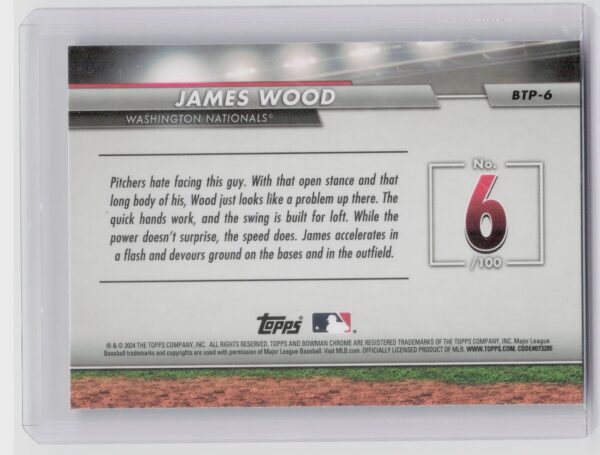 JAMES WOOD
BTP-6
WASHINGTON NATIONALS®
Pitchers hate facing this guy. With that open stance and that
long body of his, Wood just looks like a problem up there. The
quick hands work, and the swing is built for loft. While the
power doesn't surprise, the speed does. James accelerates in
a flash and devours ground on the bases and in the outfield.
No.
6
/100
Topps
® & © 2024 THE TOPPS COMPANY, INC. ALL RIGHTS RESERVED. TOPPS AND BOWMAN CHROME ARE REGISTERED TRADEMARKS OF THE TOPPS COMPANY, INC. Major League
Baseball trademarks and copyrights are used with permission of Major League Baseball. Visit MLB.com. OFFICIALLY LICENSED PRODUCT OF MLB. WWW.TOPPS.COM. CODE#073205